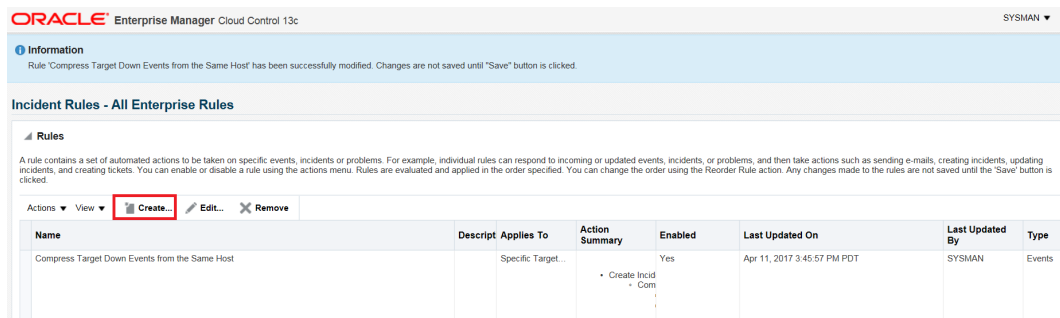 ORACLE Enterprise Manager Cloud Control 13c
SYSMAN
Information
Rule 'Compress Target Down Events from the Same Host' has been successfully modified. Changes are not saved until "Save" button is clicked.
Incident Rules - All Enterprise Rules
Rules
A rule contains a set of automated actions to be taken on specific events, incidents or problems. For example, individual rules can respond to incoming or updated events, incidents, or problems, and then take actions such as sending e-mails, creating incidents, updating
incidents, and creating tickets. You can enable or disable a rule using the actions menu. Rules are evaluated and applied in the order specified. You can change the order using the Reorder Rule action. Any changes made to the rules are not saved until the 'Save' button is
clicked.
Actions View Create... Edit... Remove
Name Descript Applies To Action Summary Enabled Last Updated On Last Updated By Type
Compress Target Down Events from the Same Host Specific Target... Yes Apr 11, 2017 3:45:57 PM PDT SYSMAN Events
• Create Incid
◦ Com